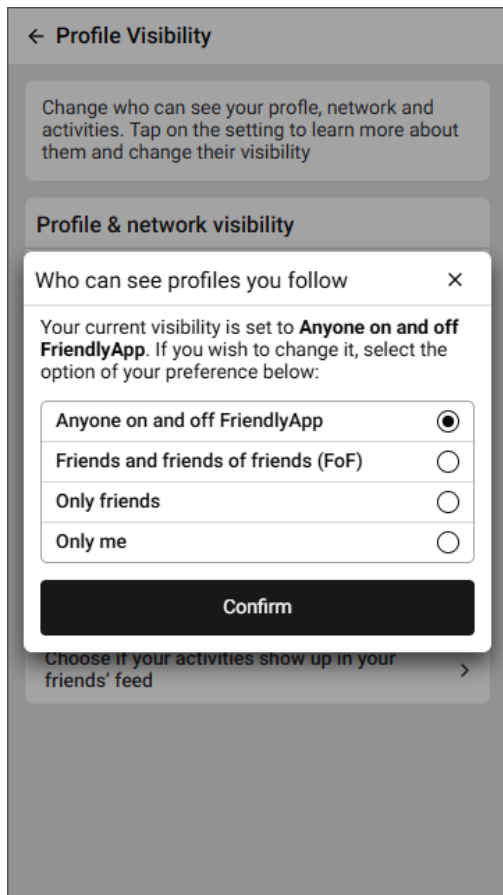 Profile Visibility
Change who can see your profle, network and
activities. Tap on the setting to learn more about
them and change their visibility
Profile & network visibility
Who can see profiles you follow
Your current visibility is set to Anyone on and off
FriendlyApp. If you wish to change it, select the
option of your preference below:
Anyone on and off FriendlyApp
Friends and friends of friends (FoF)
Only friends
Only me
Confirm
Choose if your activities show up in your
friends’ feed